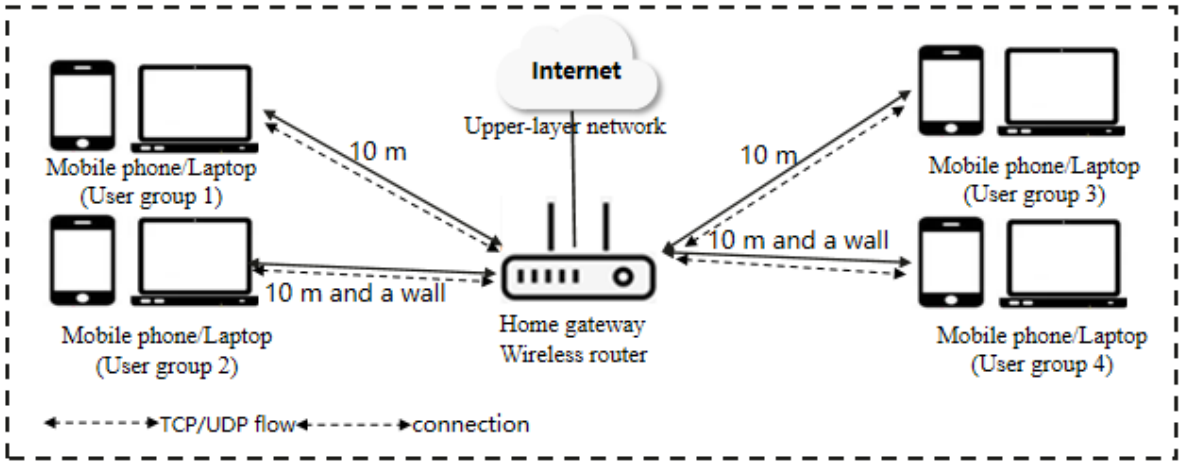 Internet
Upper-layer network
10 m
10 m
Mobile phone/Laptop
(User group 1)
Mobile phone/Laptop
(User group 3)
10 m and a wall
10 m and a wall
Home gateway
Wireless router
Mobile phone/Laptop
(User group 2)
Mobile phone/Laptop
(User group 4)
TCP/UDP flow
connection